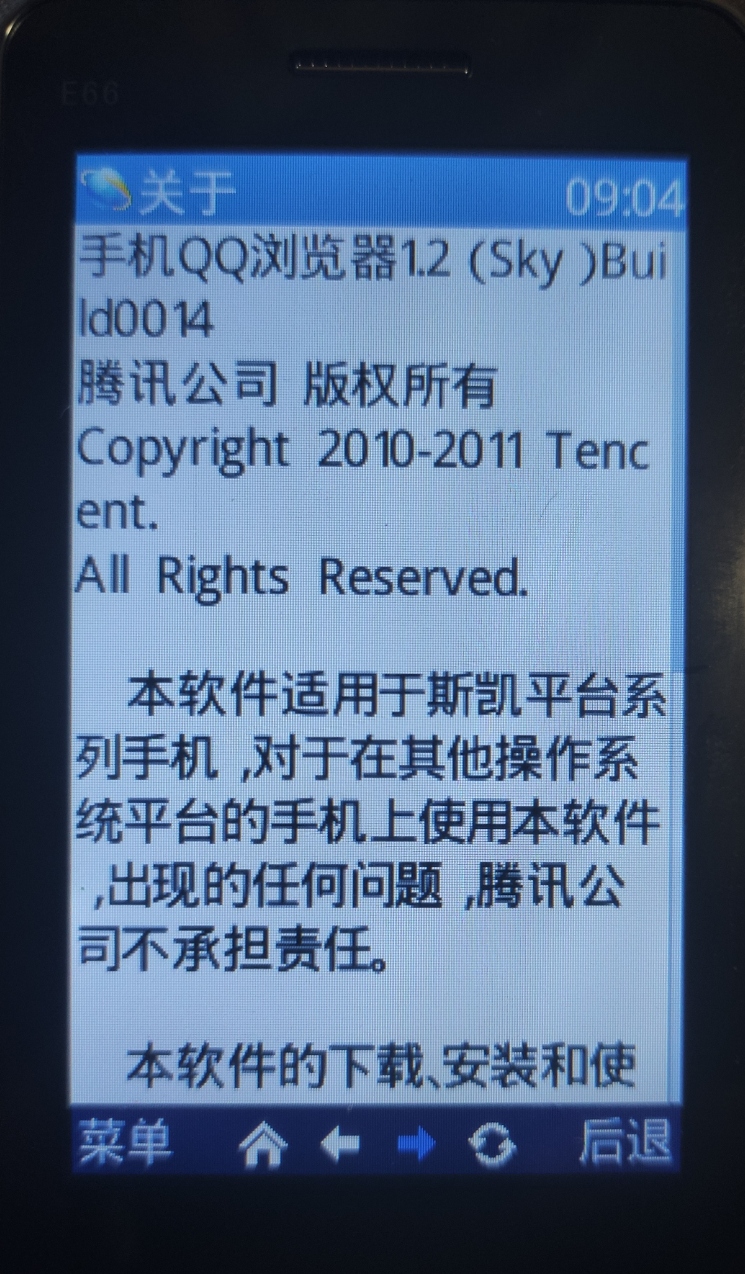 E66
关于 09:04
手机QQ浏览器1.2 (Sky )Bui
ld0014
腾讯公司 版权所有
Copyright 2010-2011 Tenc
ent.
All Rights Reserved.
本软件适用于斯凯平台系
列手机 ,对于在其他操作系
统平台的手机上使用本软件
,出现的任何问题 ,腾讯公
司不承担责任。
本软件的下载、安装和使
菜单 后退